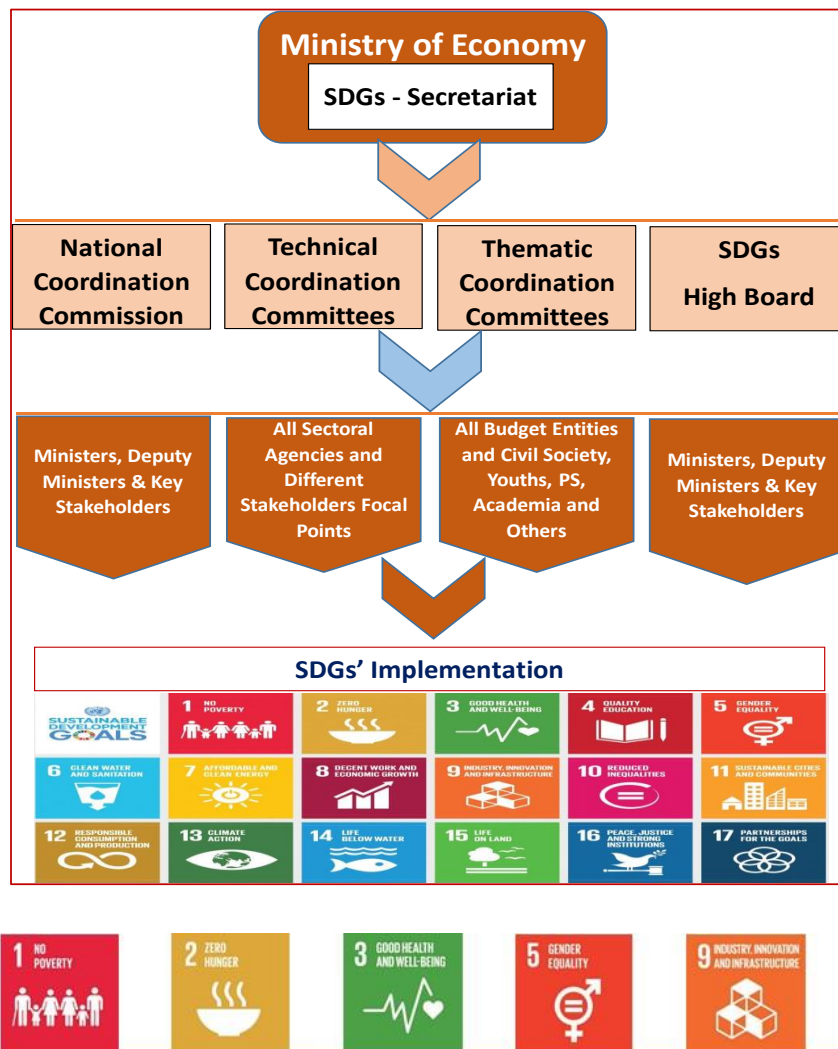 Ministry of Economy
SDGs - Secretariat
National
Coordination
Commission
Technical
Coordination
Committees
Thematic
Coordination
Committees
SDGs
High Board
Ministers, Deputy
Ministers & Key
Stakeholders
All Sectoral
Agencies and
Different
Stakeholders Focal
Points
All Budget Entities
and Civil Society,
Youths, PS,
Academia and
Others
Ministers, Deputy
Ministers & Key
Stakeholders
SDGs’ Implementation
SUSTAINABLE
DEVELOPMENT
GOALS
1 NO
POVERTY
2 ZERO
HUNGER
3 GOOD HEALTH
AND WELL-BEING
4 QUALITY
EDUCATION
5 GENDER
EQUALITY
6 CLEAN WATER
AND SANITATION
7 AFFORDABLE AND
CLEAN ENERGY
8 DECENT WORK AND
ECONOMIC GROWTH
9 INDUSTRY, INNOVATION
AND INFRASTRUCTURE
10 REDUCED
INEQUALITIES
11 SUSTAINABLE CITIES
AND COMMUNITIES
12 RESPONSIBLE
CONSUMPTION
AND PRODUCTION
13 CLIMATE
ACTION
14 LIFE
BELOW WATER
15 LIFE
ON LAND
16 PEACE, JUSTICE
AND STRONG
INSTITUTIONS
17 PARTNERSHIPS
FOR THE GOALS
1 NO
POVERTY
2 ZERO
HUNGER
3 GOOD HEALTH
AND WELL-BEING
5 GENDER
EQUALITY
9 INDUSTRY, INNOVATION
AND INFRASTRUCTURE